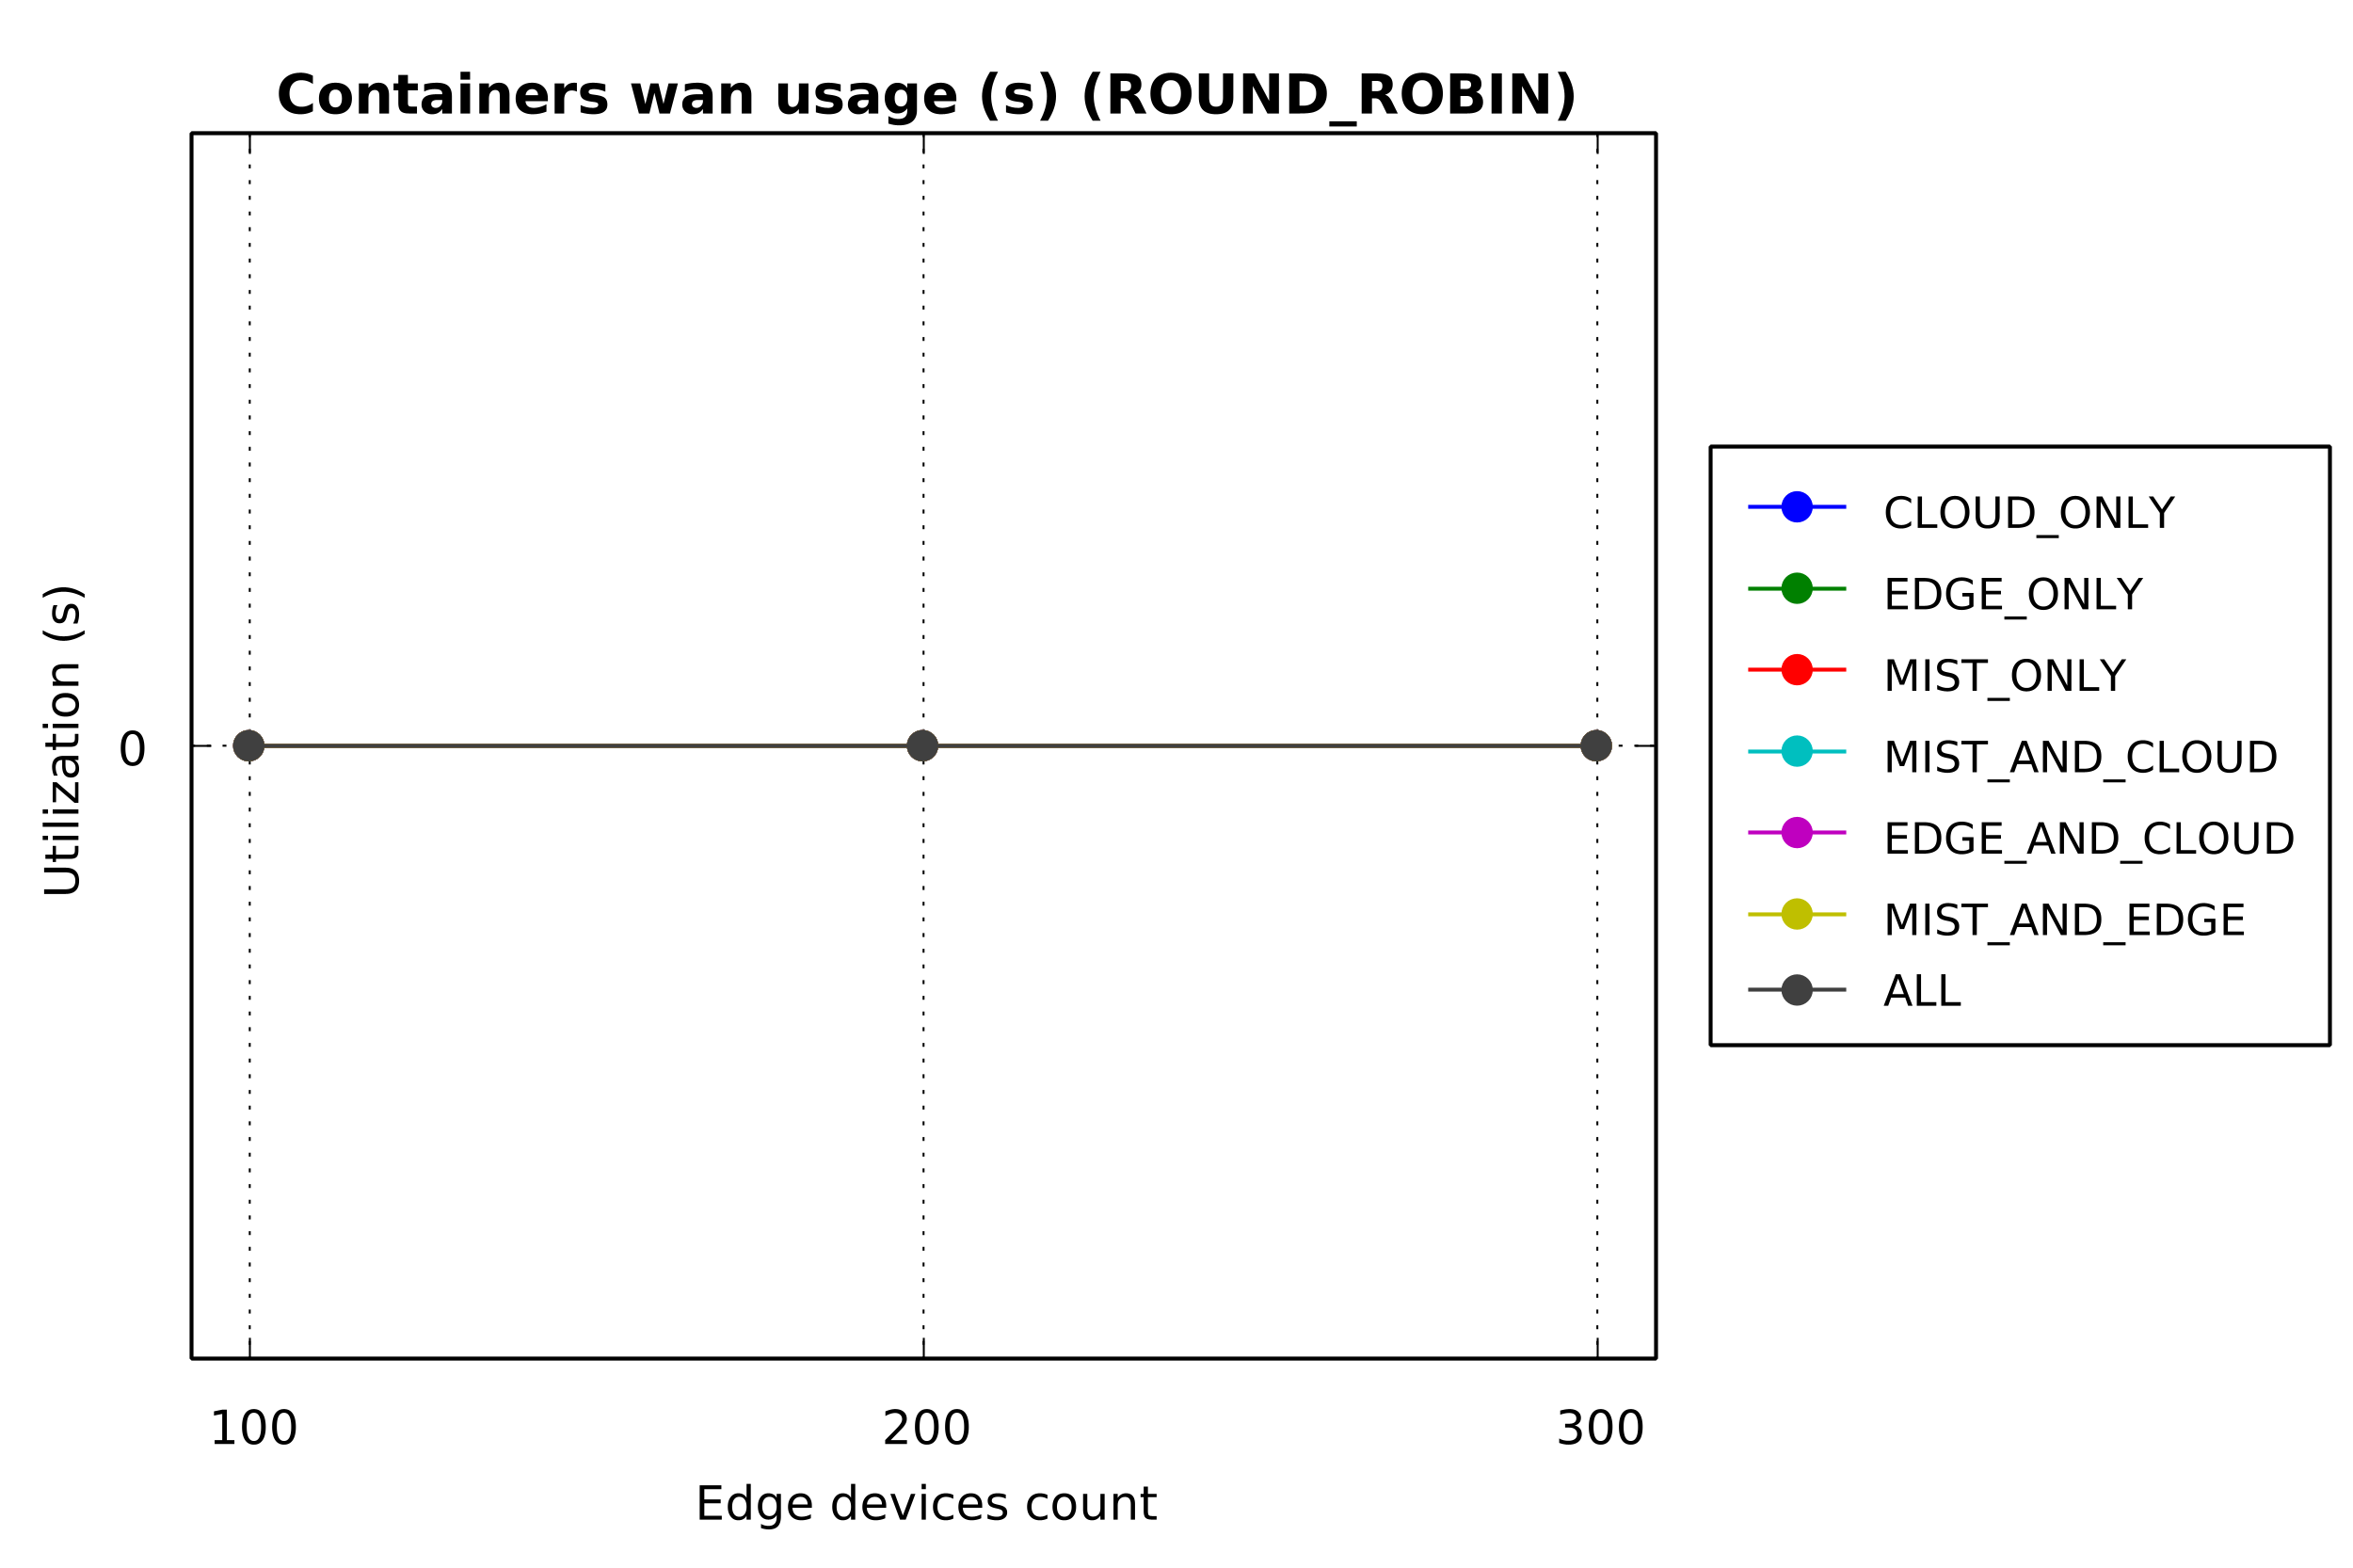 Containers wan usage (s) (ROUND_ROBIN)
Utilization (s)
0
100
200
300
Edge devices count
CLOUD_ONLY
EDGE_ONLY
MIST_ONLY
MIST_AND_CLOUD
EDGE_AND_CLOUD
MIST_AND_EDGE
ALL